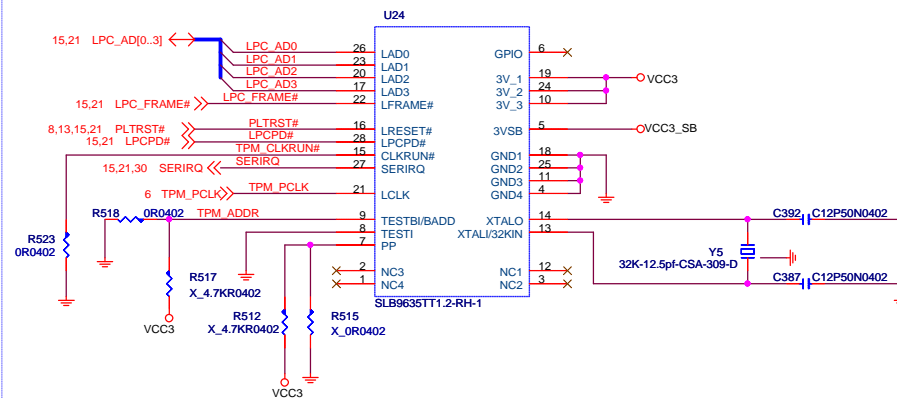 U24
15,21 LPC_AD[0..3]
LPC_AD0 26 LAD0 GPIO 6
LPC_AD1 23 LAD1
LPC_AD2 20 LAD2 3V_1 19 VCC3
LPC_AD3 17 LAD3 3V_2 24
15,21 LPC_FRAME# LPC_FRAME# 22 LFRAME# 3V_3 10
8,13,15,21 PLTRST# PLTRST# 16 LRESET# 3VSB 5 VCC3_SB
15,21 LPCPD# LPCPD# 28 LPCPD#
TPM_CLKRUN# 15 CLKRUN# GND1 18
15,21,30 SERIRQ SERIRQ 27 SERIRQ GND2 25
GND3 11
6 TPM_PCLK TPM_PCLK 21 LCLK GND4 4
R518 0R0402 TPM_ADDR 9 TESTBI/BADD XTALO 14 C392 C12P50N0402
8 TESTI XTALI/32KIN 13
R523
0R0402
7 PP
Y5
32K-12.5pf-CSA-309-D
2 NC3 NC1 12
1 NC4 NC2 3
C387 C12P50N0402
R517
X_4.7KR0402
SLB9635TT1.2-RH-1
VCC3
R512
X_4.7KR0402
R515
X_0R0402
VCC3